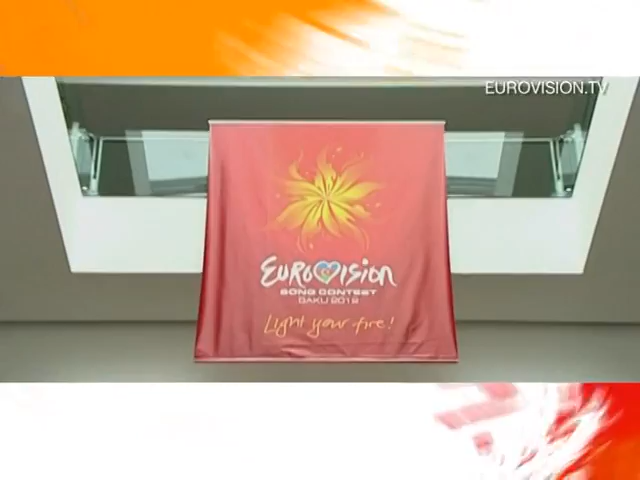 EUROVISION.TV
EUROVISION
SONG CONTEST
BAKU 2012
Light your fire!